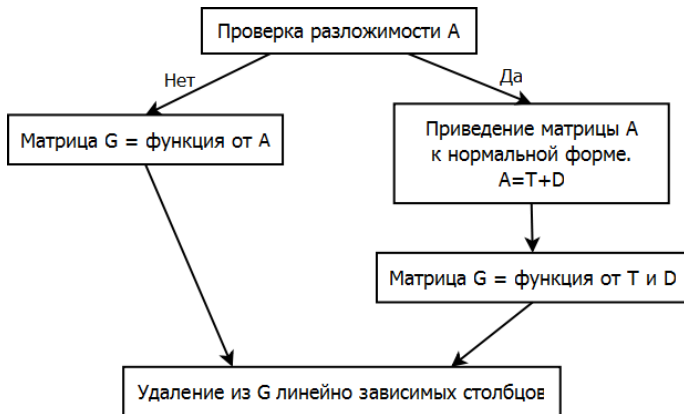 Проверка разложимости A
Нет
Да
Матрица G = функция от A
Приведение матрицы A
к нормальной форме.
A=T+D
Матрица G = функция от T и D
Удаление из G линейно зависимых столбцов